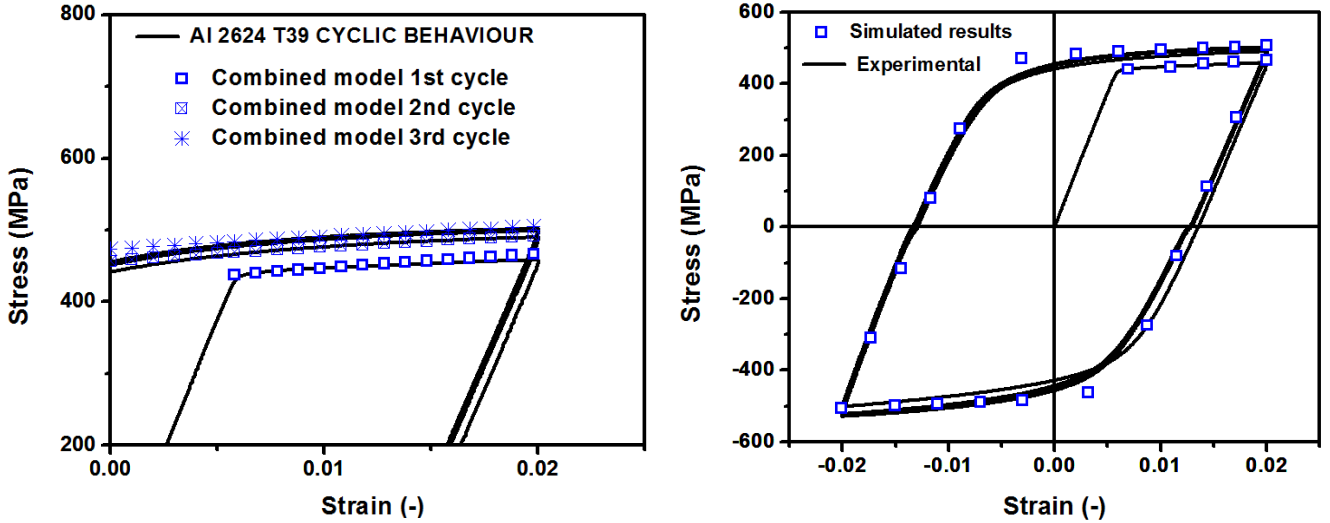 AI 2624 T39 CYCLIC BEHAVIOUR
Combined model 1st cycle
Combined model 2nd cycle
Combined model 3rd cycle
Stress (MPa)
800
600
400
200
0.00
0.01
0.02
Strain (-)
Simulated results
Experimental
Stress (MPa)
600
400
200
0
-200
-400
-600
-0.02
-0.01
0.00
0.01
0.02
Strain (-)